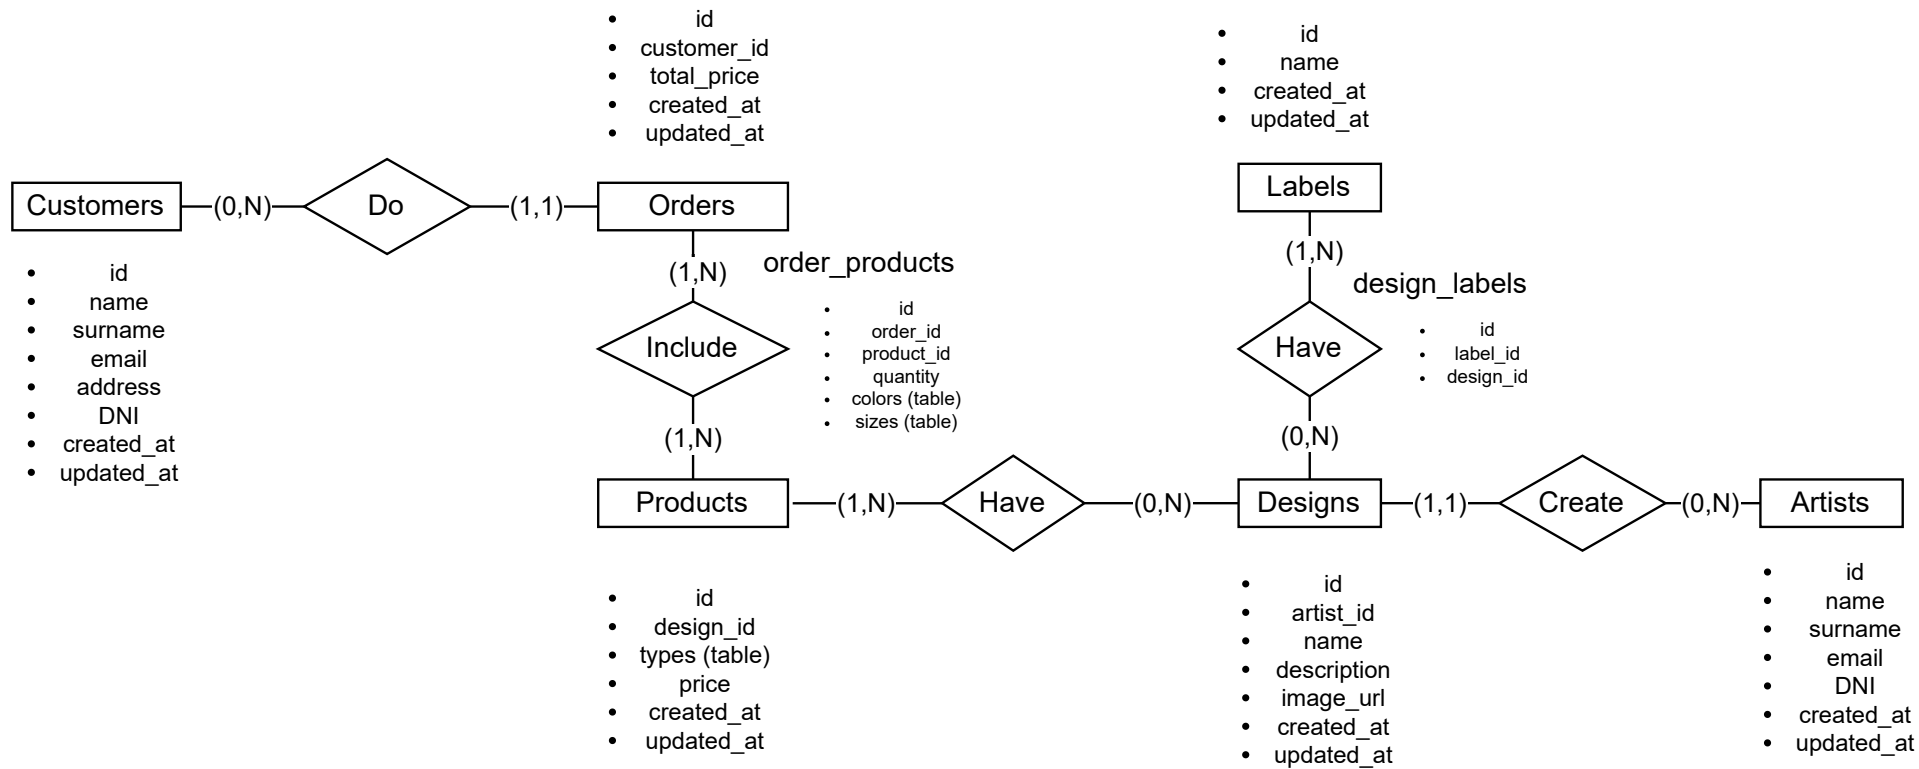 id
customer_id
total_price
created_at
updated_at
id
name
created_at
updated_at
Customers
(0,N)
Do
(1,1)
Orders
Labels
id
name
surname
email
address
DNI
created_at
updated_at
(1,N)
order_products
id
order_id
product_id
quantity
colors (table)
sizes (table)
Include
(1,N)
(1,N)
design_labels
id
label_id
design_id
Have
(0,N)
Products
(1,N)
Have
(0,N)
Designs
(1,1)
Create
(0,N)
Artists
id
design_id
types (table)
price
created_at
updated_at
id
artist_id
name
description
image_url
created_at
updated_at
id
name
surname
email
DNI
created_at
updated_at